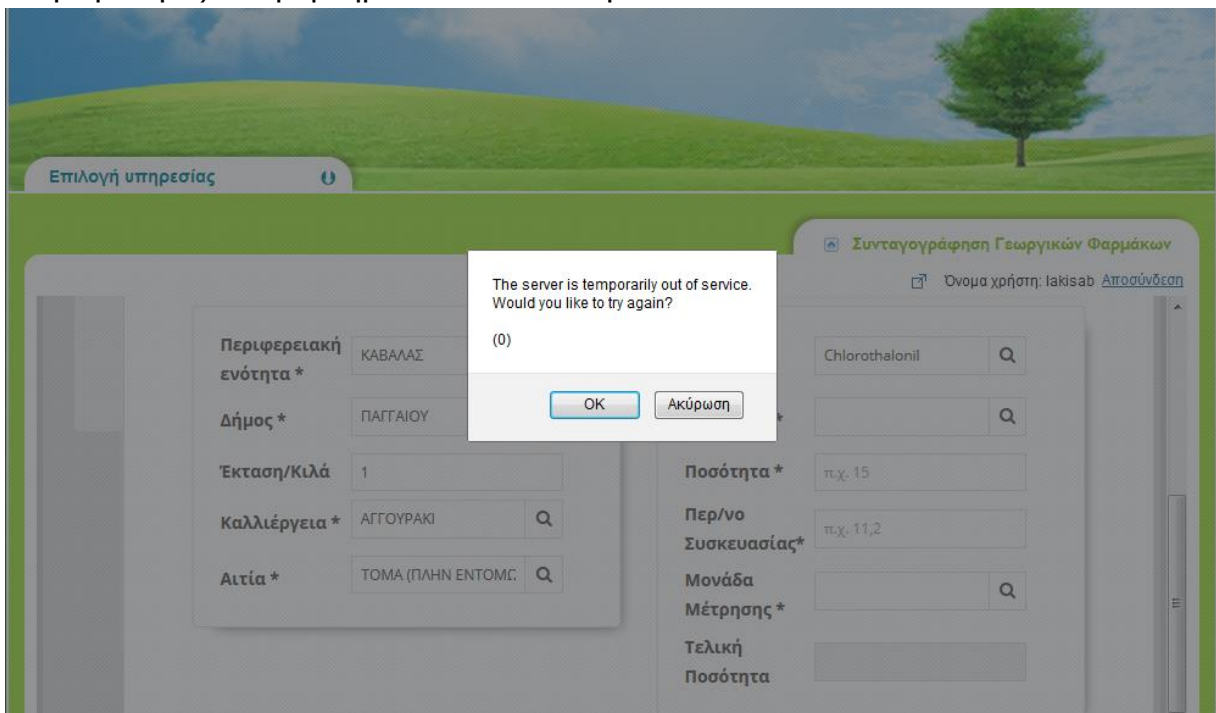 Επιλογή υπηρεσίας
Συνταγογράφηση Γεωργικών Φαρμάκων
Όνομα χρήστη: lakisab Αποσύνδεση
The server is temporarily out of service.
Would you like to try again?
(0)
OK Ακύρωση
Περιφερειακή
ενότητα * ΚΑΒΑΛΑΣ
Δήμος * ΠΑΓΓΑΙΟΥ
Έκταση/Κιλά 1
Καλλιέργεια * ΑΓΓΟΥΡΑΚΙ
Αιτία * ΤΟΜΑ (ΠΛΗΝ ΕΝΤΟΜΩ
Chlorothalonil
*
Ποσότητα * π.χ. 15
Περ/νο
Συσκευασίας* π.χ. 11,2
Μονάδα
Μέτρησης *
Τελική
Ποσότητα